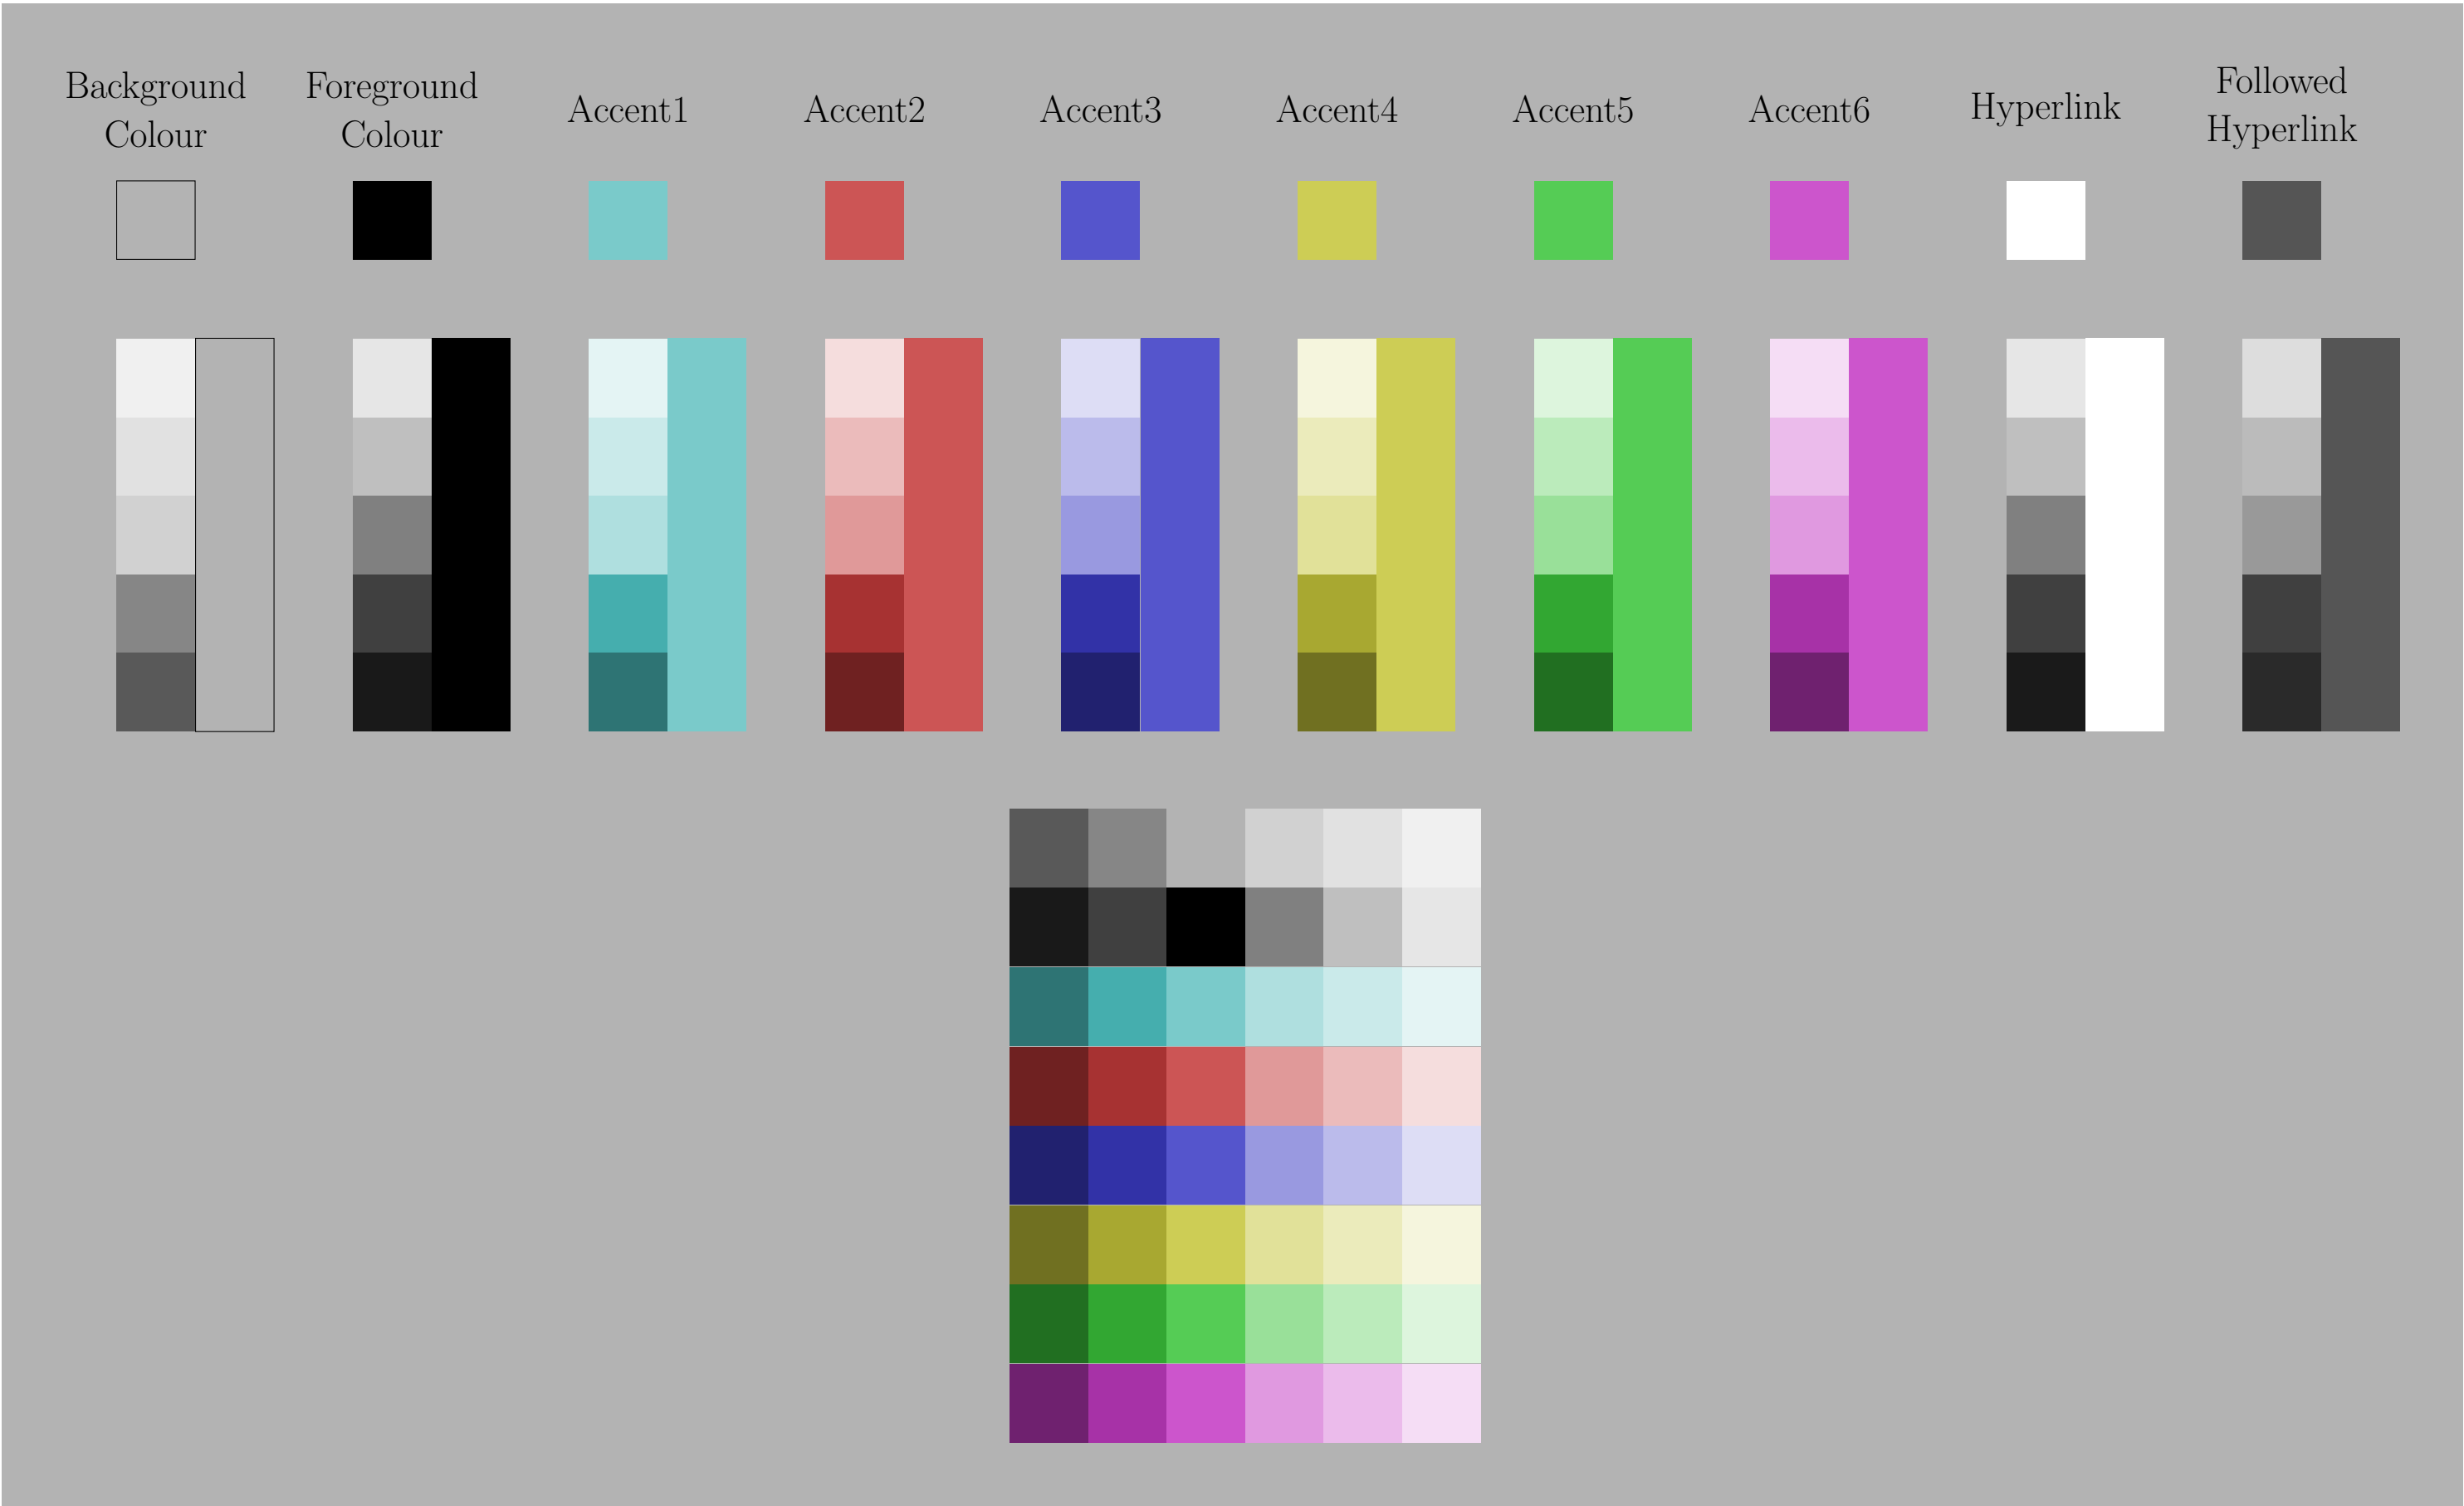 Background
Colour
Foreground
Colour
Accent1
Accent2
Accent3
Accent4
Accent5
Accent6
Hyperlink
Followed
Hyperlink